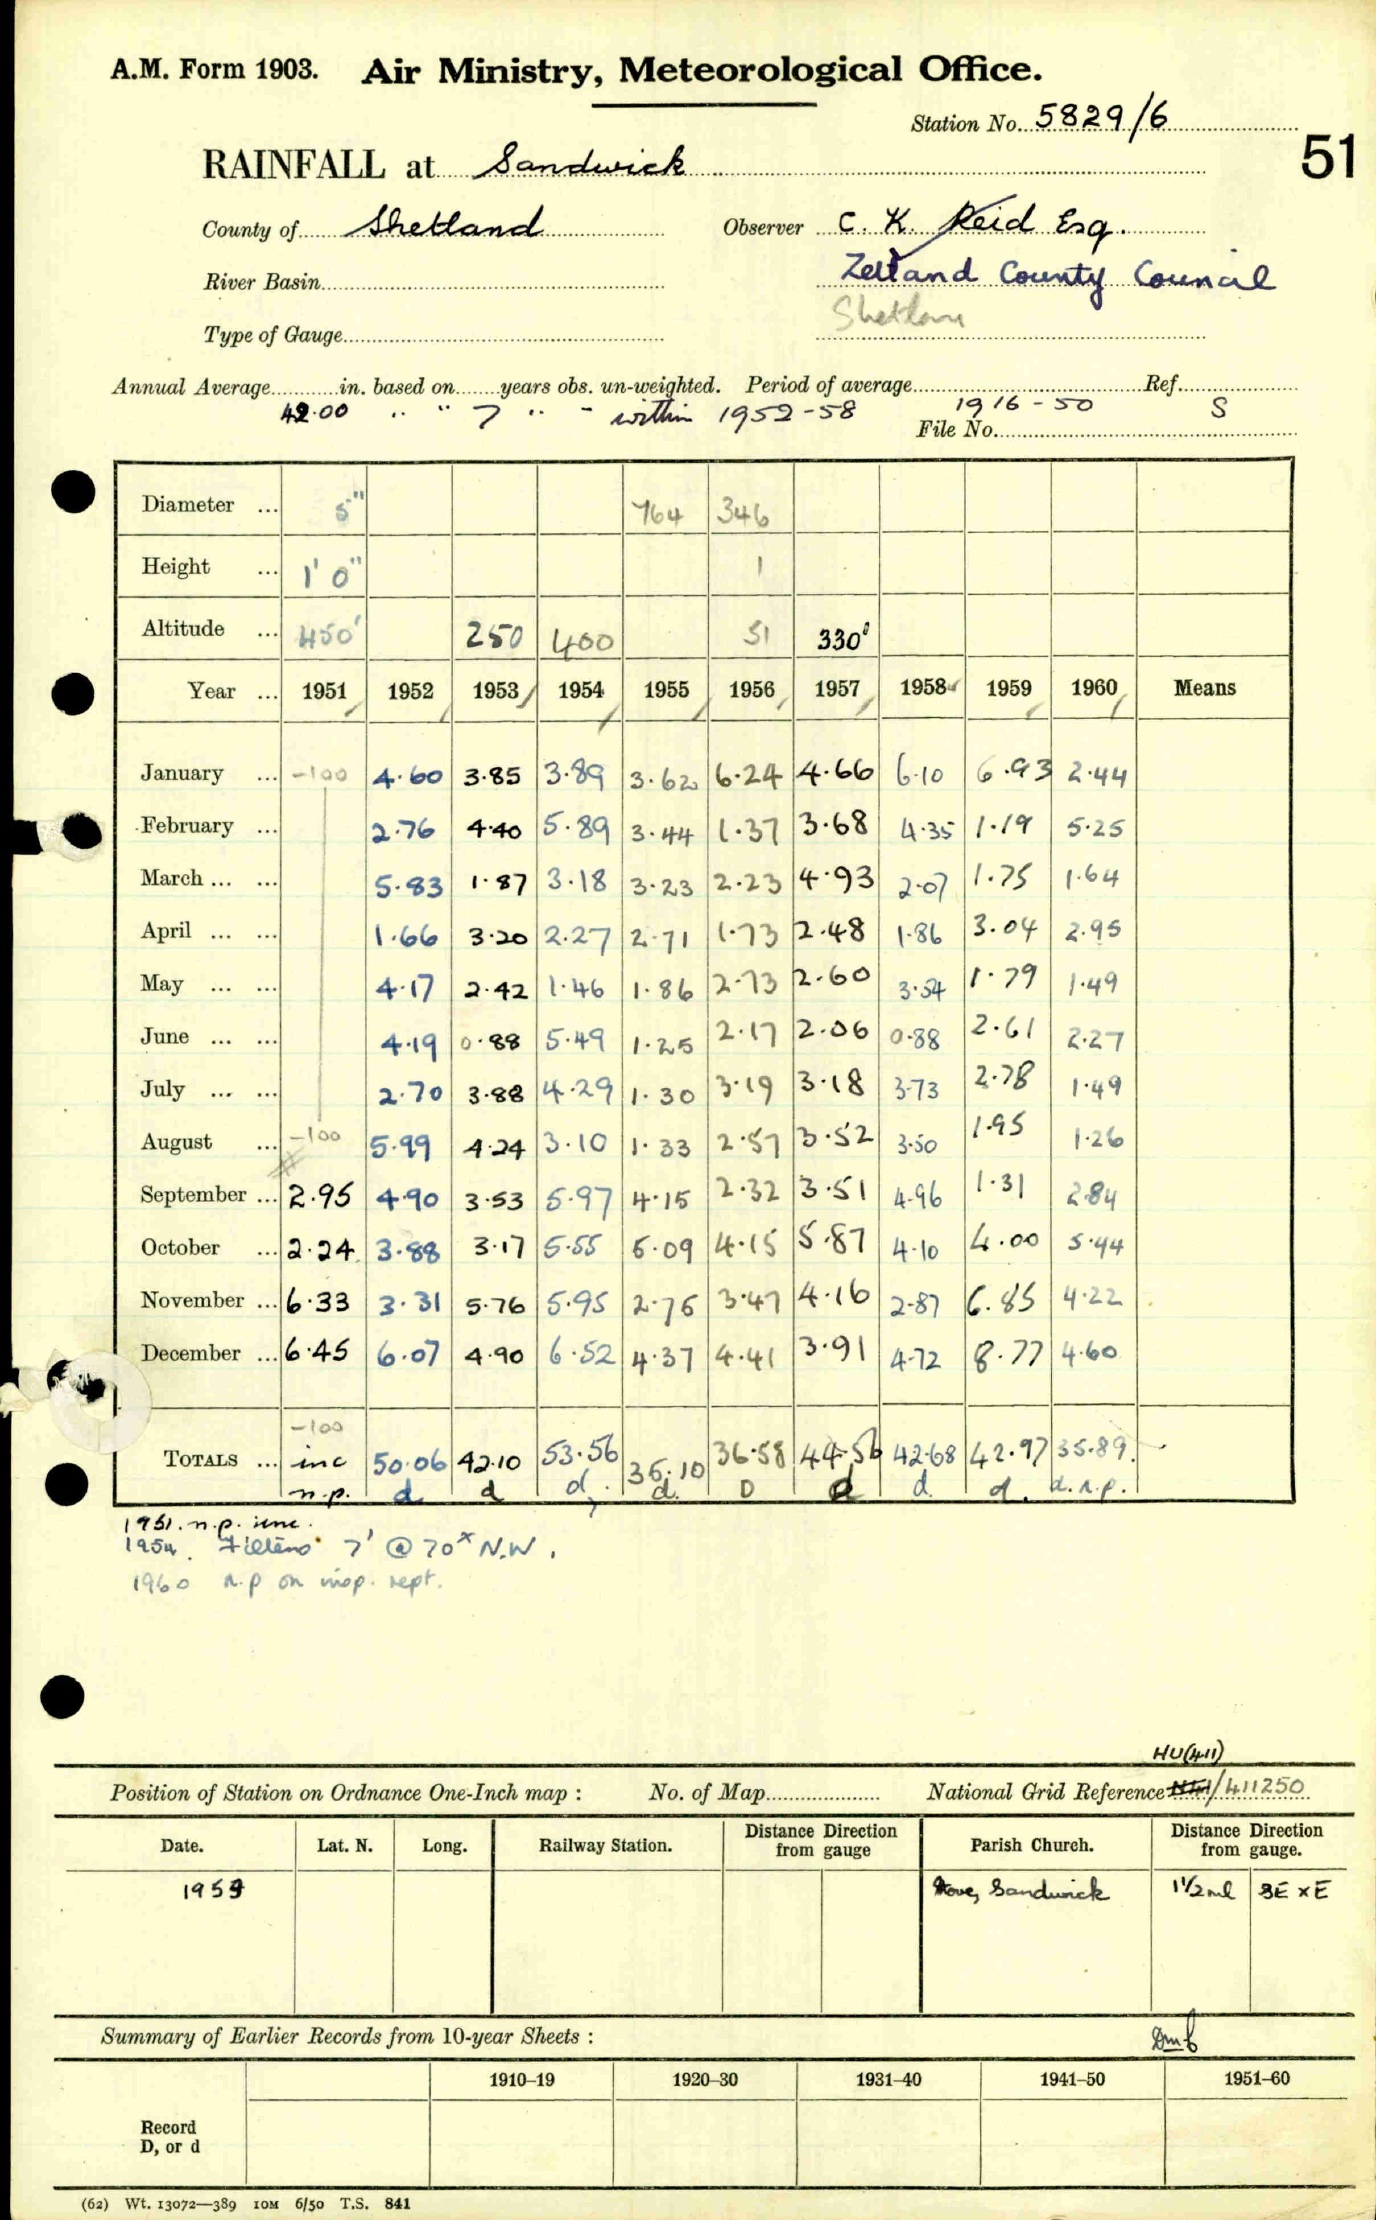 A.M. Form 1903. Air Ministry, Meteorological Office.
Station No. 5829/6
51
RAINFALL at Sandwick
County of Shetland Observer C. K. Reid Esq.
River Basin Zetland County Council
Type of Gauge
Annual Average in. based on years obs. un-weighted. Period of average Ref.
42.00 " " 7 " - within 1952-58 1916-50 S
File No.
Diameter ... 5" 764 346
Height ... 1' 0" 1
Altitude ... 450' 250 400 51 330'
Year ... 1951 1952 1953 1954 1955 1956 1957 1958 1959 1960 Means
January ... -100 4.60 3.85 3.89 3.62 6.24 4.66 6.10 6.93 2.44
February ... 2.76 4.40 5.89 3.44 1.37 3.68 4.35 1.19 5.25
March ... ... 5.83 1.87 3.18 3.23 2.23 4.93 2.07 1.75 1.64
April ... ... 1.66 3.20 2.27 2.71 1.73 2.48 1.86 3.04 2.95
May ... ... 4.17 2.42 1.46 1.86 2.73 2.60 3.54 1.79 1.49
June ... ... 4.19 0.88 5.49 1.25 2.17 2.06 0.88 2.61 2.27
July ... ... 2.70 3.88 4.29 1.30 3.19 3.18 3.73 2.78 1.49
August ... -100 5.99 4.24 3.10 1.33 2.57 3.52 3.50 1.95 1.26
September ... 2.95 4.90 3.53 5.97 4.15 2.32 3.51 4.96 1.31 2.84
October ... 2.24 3.88 3.17 5.55 6.09 4.15 5.87 4.10 4.00 5.44
November ... 6.33 3.31 5.76 5.95 2.75 3.47 4.16 2.87 6.85 4.22
December ... 6.45 6.07 4.90 6.52 4.37 4.41 3.91 4.72 8.77 4.60
-100
TOTALS ... inc 50.06 42.10 53.56 36.10 36.58 44.56 42.68 42.97 35.89
n.p. d d d. d. D d d. d. d.n.p.
1951. n.p. inc.
1954. 7' @ 70x N.W.
1960 n.p on insp. rept.
HU(411)
Position of Station on Ordnance One-Inch map : No. of Map National Grid Reference /411250
Date. Lat. N. Long. Railway Station. Distance from Direction gauge Parish Church. Distance from Direction gauge.
1953 Sandwick 1½ ml SE x E
Summary of Earlier Records from 10-year Sheets :
1910–19 1920–30 1931–40 1941–50 1951–60
Record
D, or d
(62) Wt. 13072—389 10M 6/50 T.S. 841